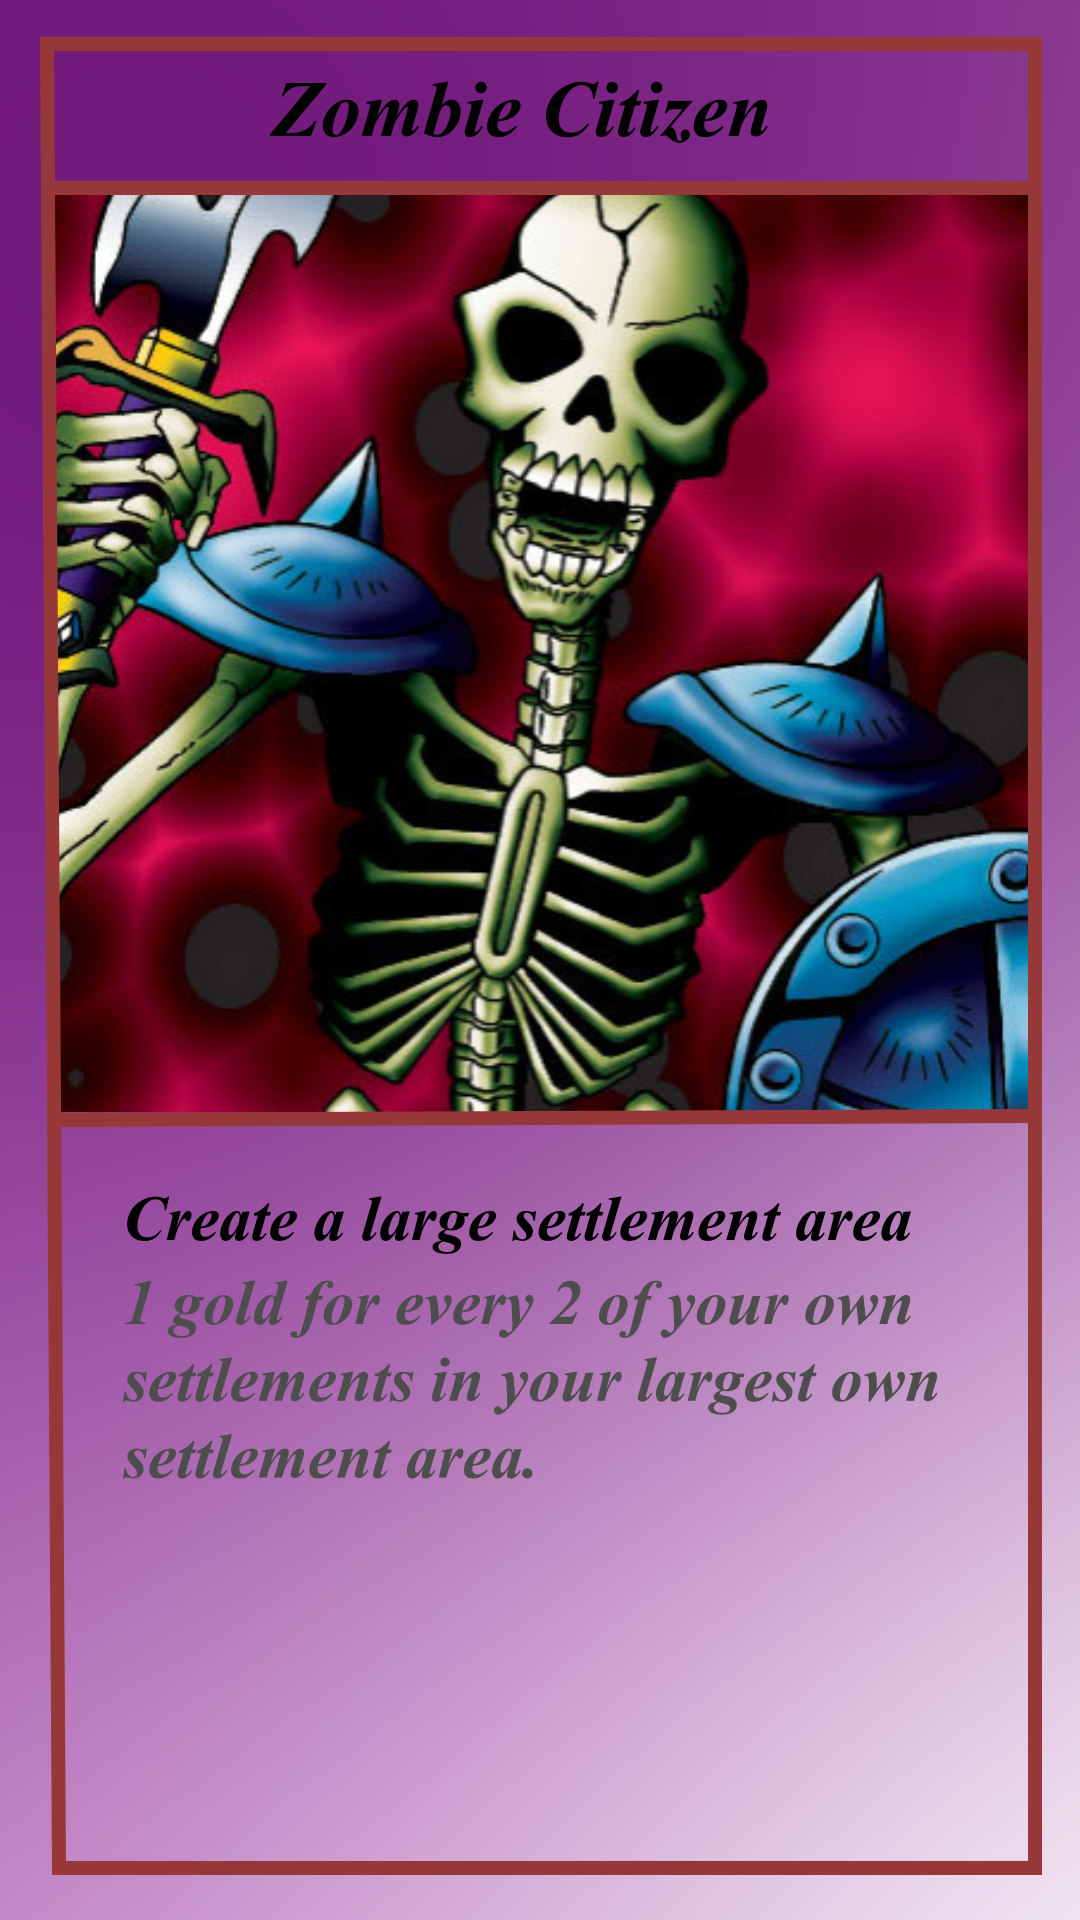 Zombie Citizen
Create a large settlement area
1 gold for every 2 of your own
settlements in your largest own
settlement area.